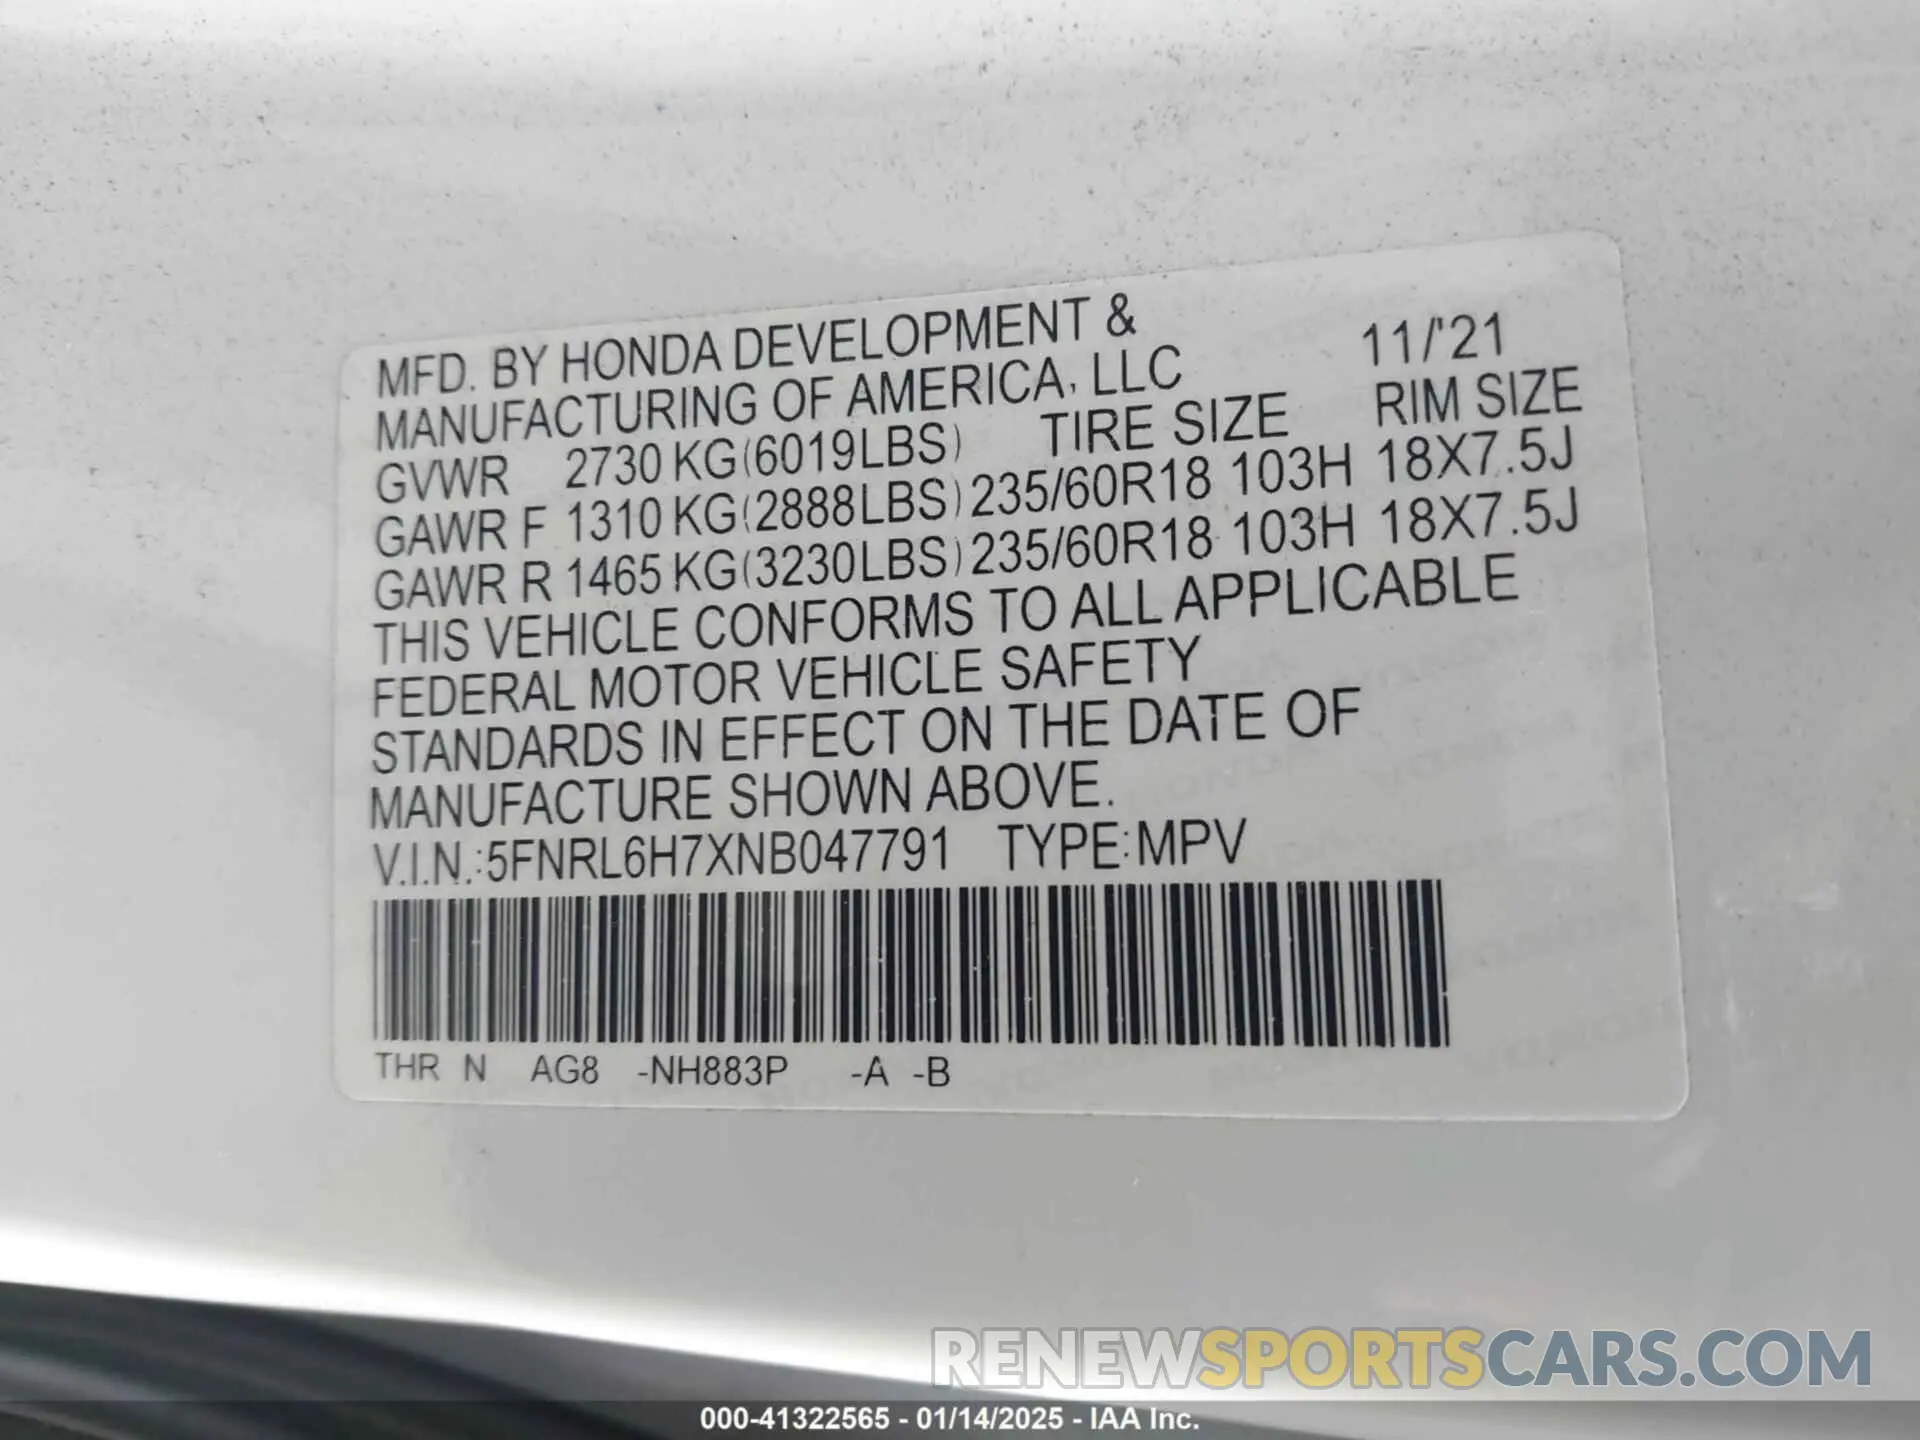 MFD. BY HONDA DEVELOPMENT & 11/'21
MANUFACTURING OF AMERICA, LLC
TIRE SIZE RIM SIZE
GVWR 2730 KG(6019LBS)
GAWR F 1310 KG(2888LBS) 235/60R18 103H 18X7.5J
GAWR R 1465 KG(3230LBS) 235/60R18 103H 18X7.5J
THIS VEHICLE CONFORMS TO ALL APPLICABLE
FEDERAL MOTOR VEHICLE SAFETY
STANDARDS IN EFFECT ON THE DATE OF
MANUFACTURE SHOWN ABOVE.
V.I.N.:5FNRL6H7XNB047791 TYPE:MPV
THR N AG8 -NH883P -A -B
RENEWSPORTSCARS.COM
000-41322565 - 01/14/2025 - IAA Inc.